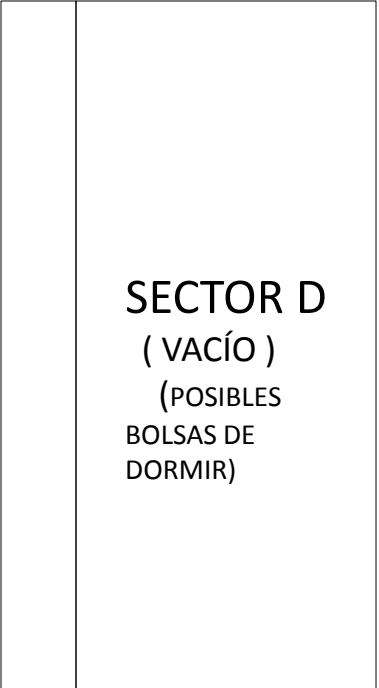 SECTOR D
( VACÍO )
(POSIBLES
BOLSAS DE
DORMIR)